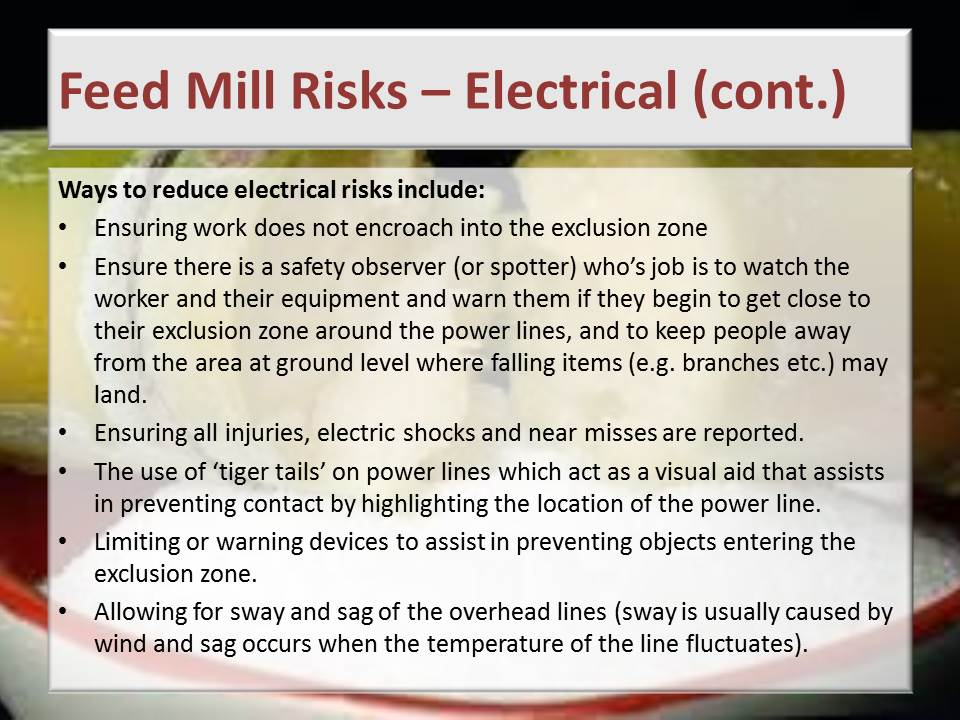 Feed Mill Risks – Electrical (cont.)
Ways to reduce electrical risks include:
• Ensuring work does not encroach into the exclusion zone
• Ensure there is a safety observer (or spotter) who’s job is to watch the
worker and their equipment and warn them if they begin to get close to
their exclusion zone around the power lines, and to keep people away
from the area at ground level where falling items (e.g. branches etc.) may
land.
• Ensuring all injuries, electric shocks and near misses are reported.
• The use of ‘tiger tails’ on power lines which act as a visual aid that assists
in preventing contact by highlighting the location of the power line.
• Limiting or warning devices to assist in preventing objects entering the
exclusion zone.
• Allowing for sway and sag of the overhead lines (sway is usually caused by
wind and sag occurs when the temperature of the line fluctuates).